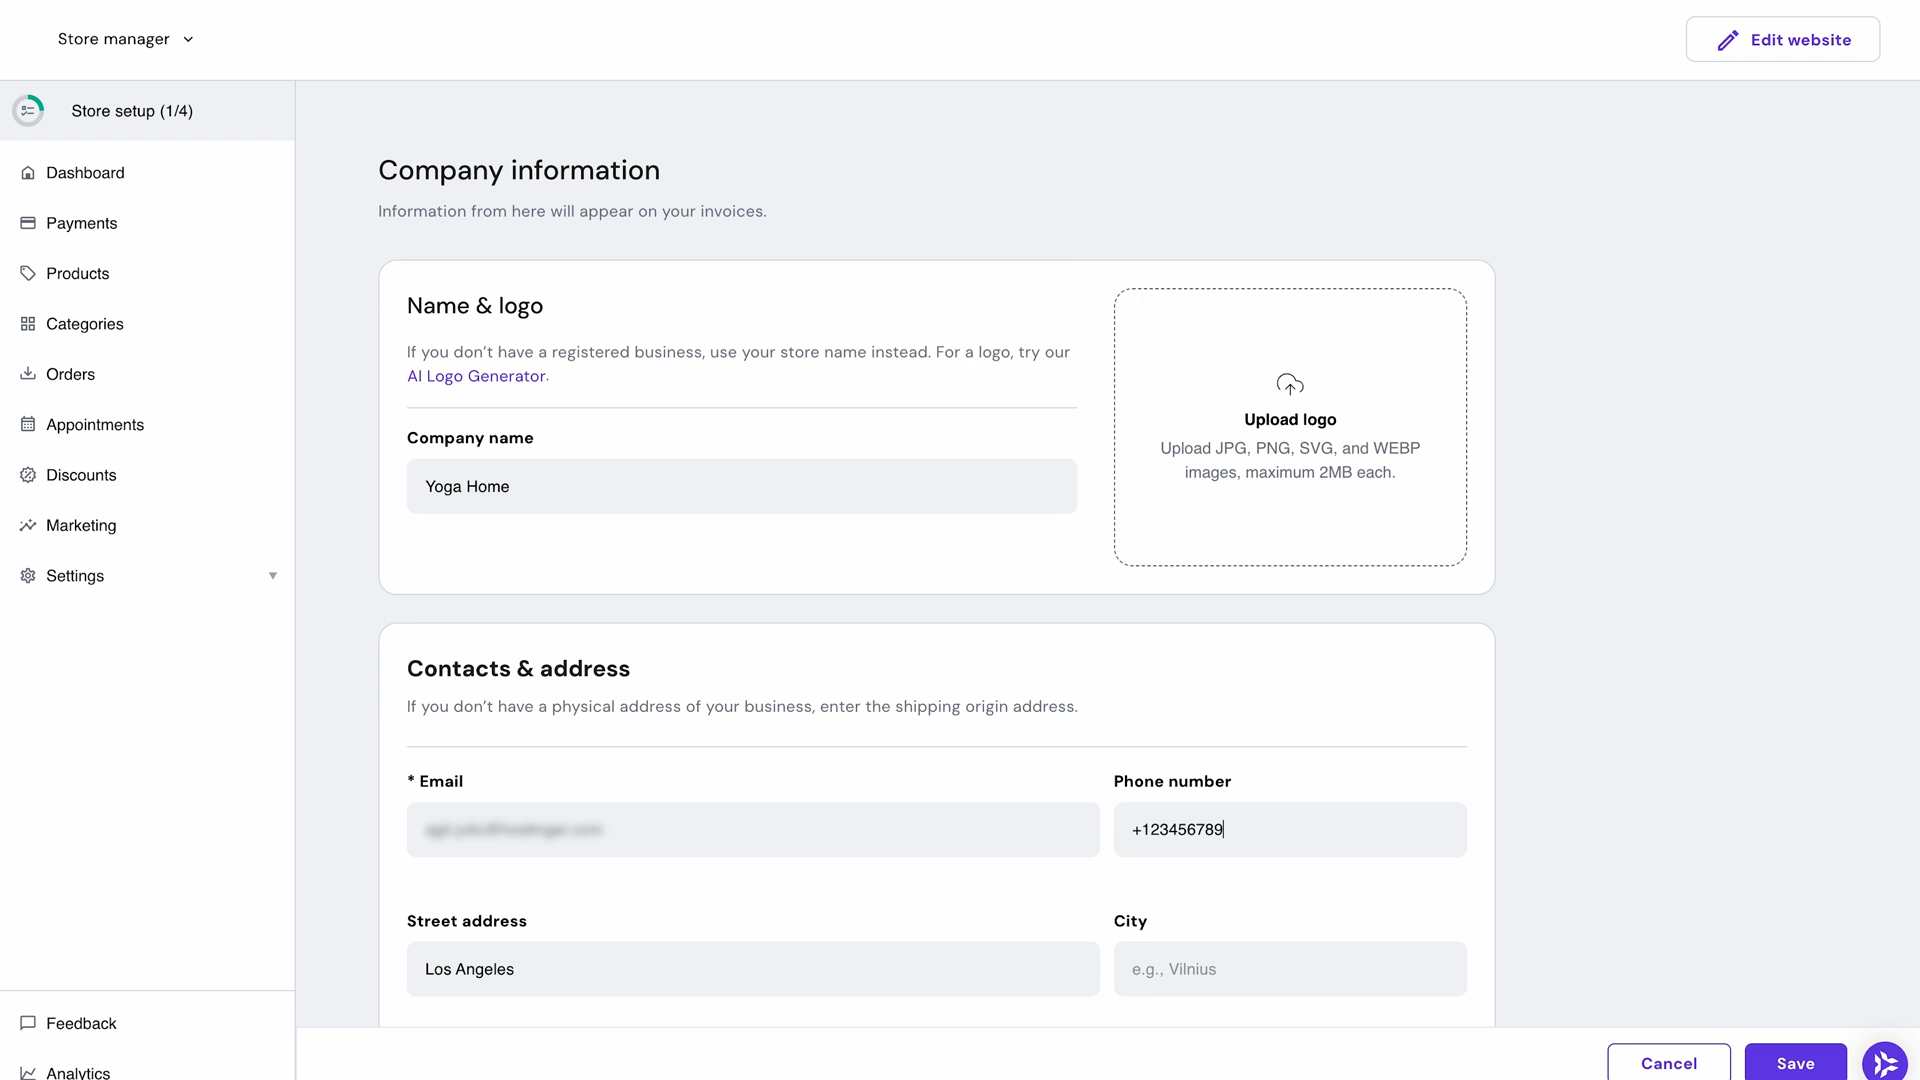 Store manager
Edit website
Store setup (1/4)
Dashboard
Payments
Products
Categories
Orders
Appointments
Discounts
Marketing
Settings
Feedback
Analytics
Company information
Information from here will appear on your invoices.
Name & logo
If you don’t have a registered business, use your store name instead. For a logo, try our
AI Logo Generator.
Company name
Yoga Home
Upload logo
Upload JPG, PNG, SVG, and WEBP
images, maximum 2MB each.
Contacts & address
If you don’t have a physical address of your business, enter the shipping origin address.
* Email
Phone number
+123456789
Street address
City
Los Angeles
e.g., Vilnius
Cancel
Save